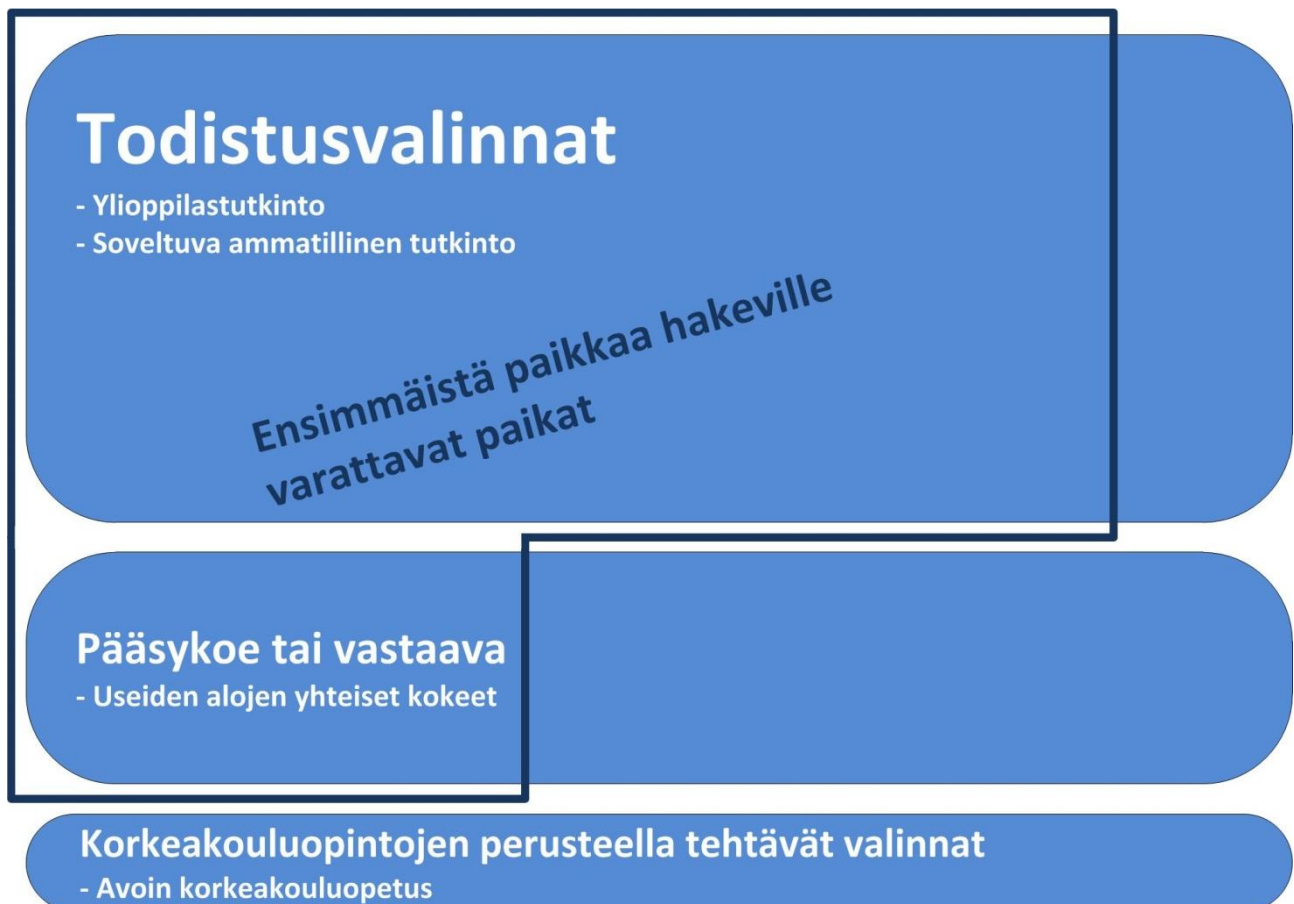 Todistusvalinnat
- Ylioppilastutkinto
- Soveltuva ammatillinen tutkinto
Ensimmäistä paikkaa hakeville
varattavat paikat
Pääsykoe tai vastaava
- Useiden alojen yhteiset kokeet
Korkeakouluopintojen perusteella tehtävät valinnat
- Avoin korkeakouluopetus